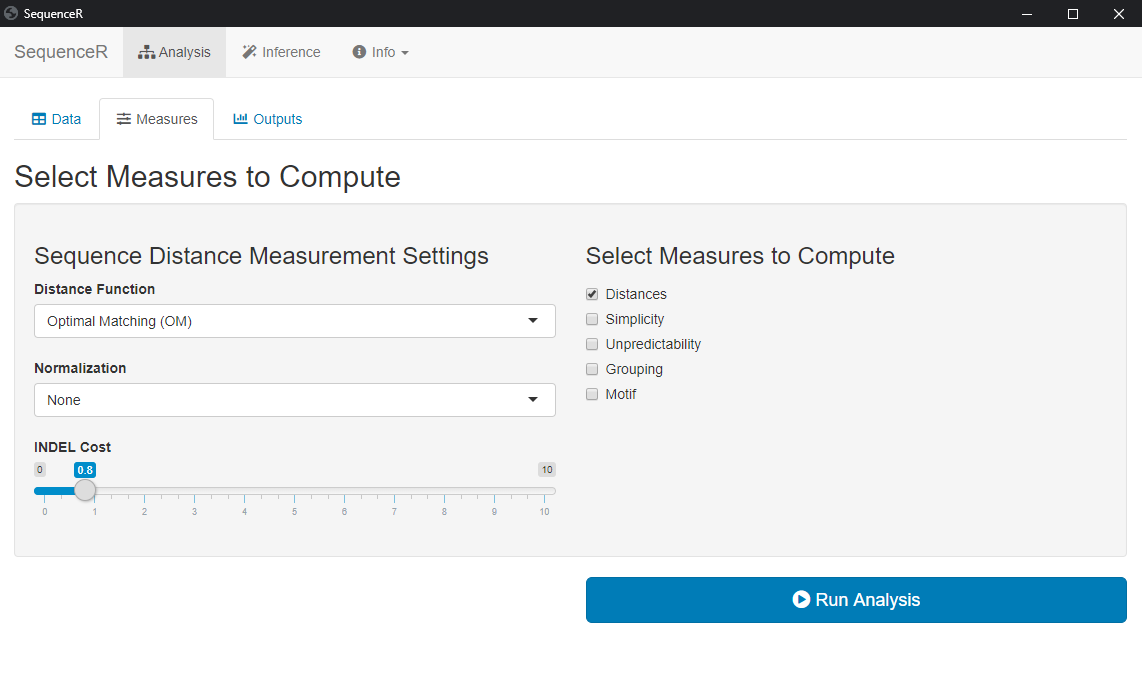 SequenceR
SequenceR Analysis Inference Info
Data Measures Outputs
Select Measures to Compute
Sequence Distance Measurement Settings
Distance Function
Optimal Matching (OM)
Normalization
None
INDEL Cost
0 0.8 10
0 1 2 3 4 5 6 7 8 9 10
Select Measures to Compute
Distances
Simplicity
Unpredictability
Grouping
Motif
Run Analysis